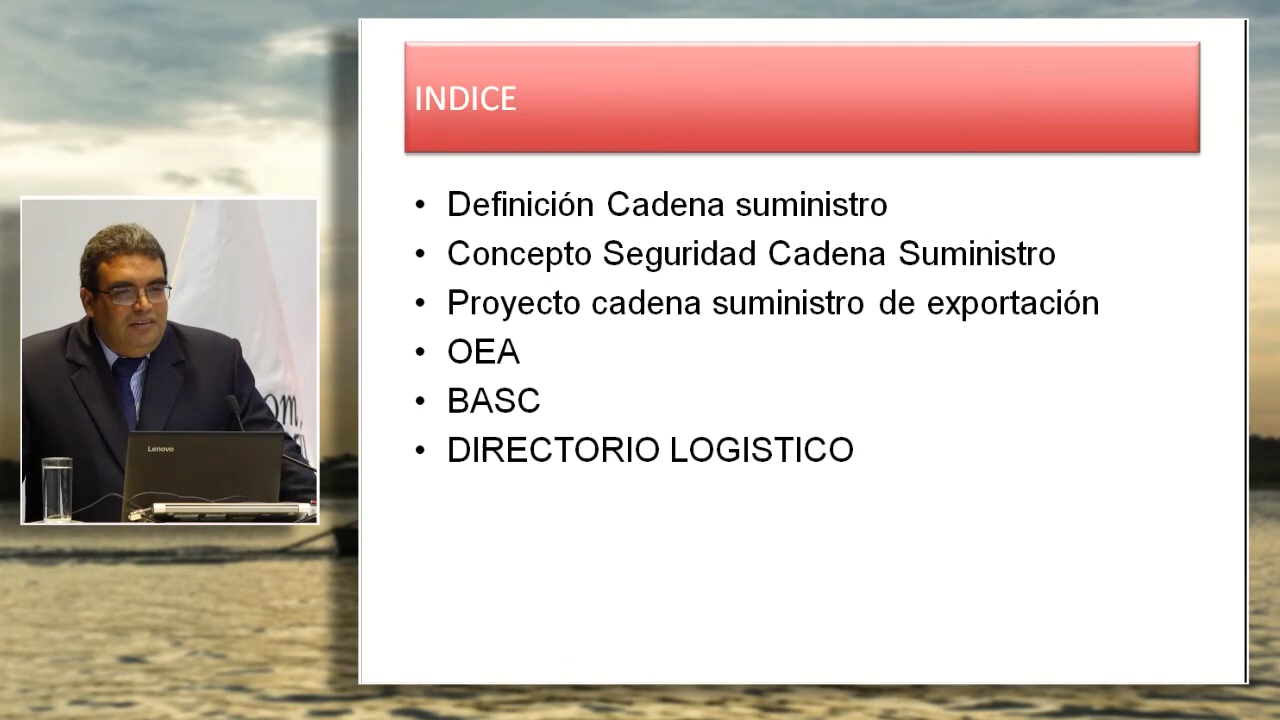 INDICE
• Definición Cadena suministro
• Concepto Seguridad Cadena Suministro
• Proyecto cadena suministro de exportación
• OEA
• BASC
• DIRECTORIO LOGISTICO
Lenovo